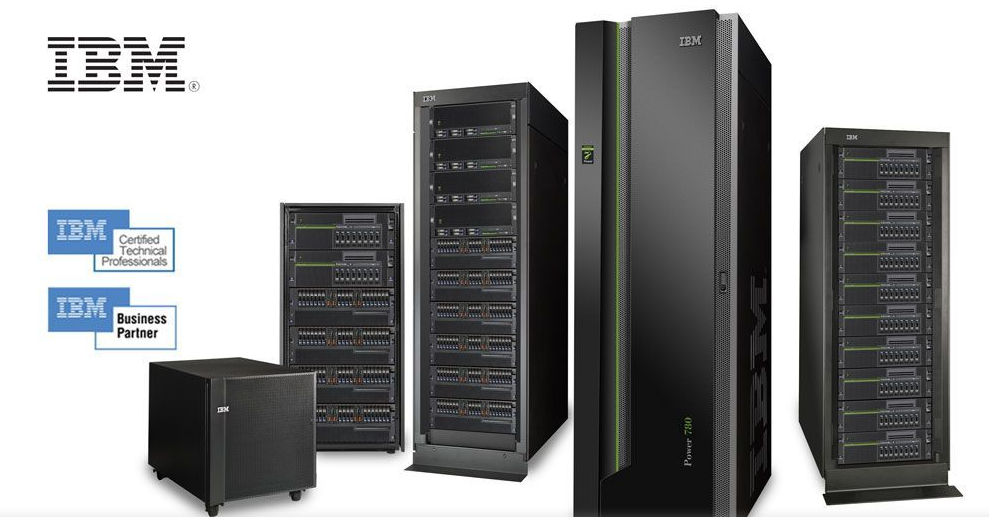 IBM®
IBM
Certified
Technical
Professionals
IBM
Business
Partner
IBM
IBM
IBM
Power 780
IBM
IBM